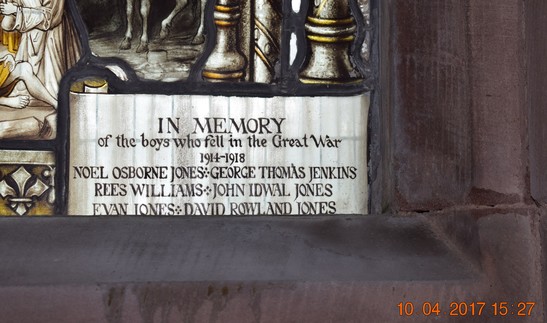 IN MEMORY
of the boys who fell in the Great War
1914-1918
NOEL OSBORNE JONES⁘GEORGE THOMAS JENKINS
REES WILLIAMS⁘JOHN IDWAL JONES
EVAN JONES⁘DAVID ROWLAND JONES
10 04 2017 15:27